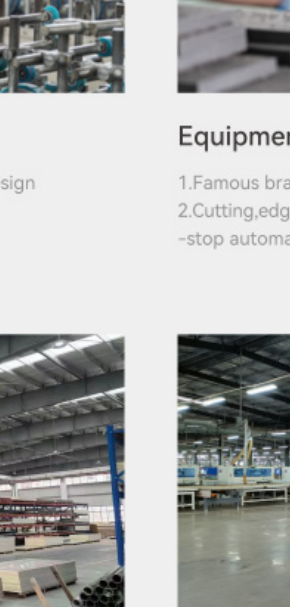 Equipmen
sign
1.Famous bra
2.Cutting,edg
-stop automa